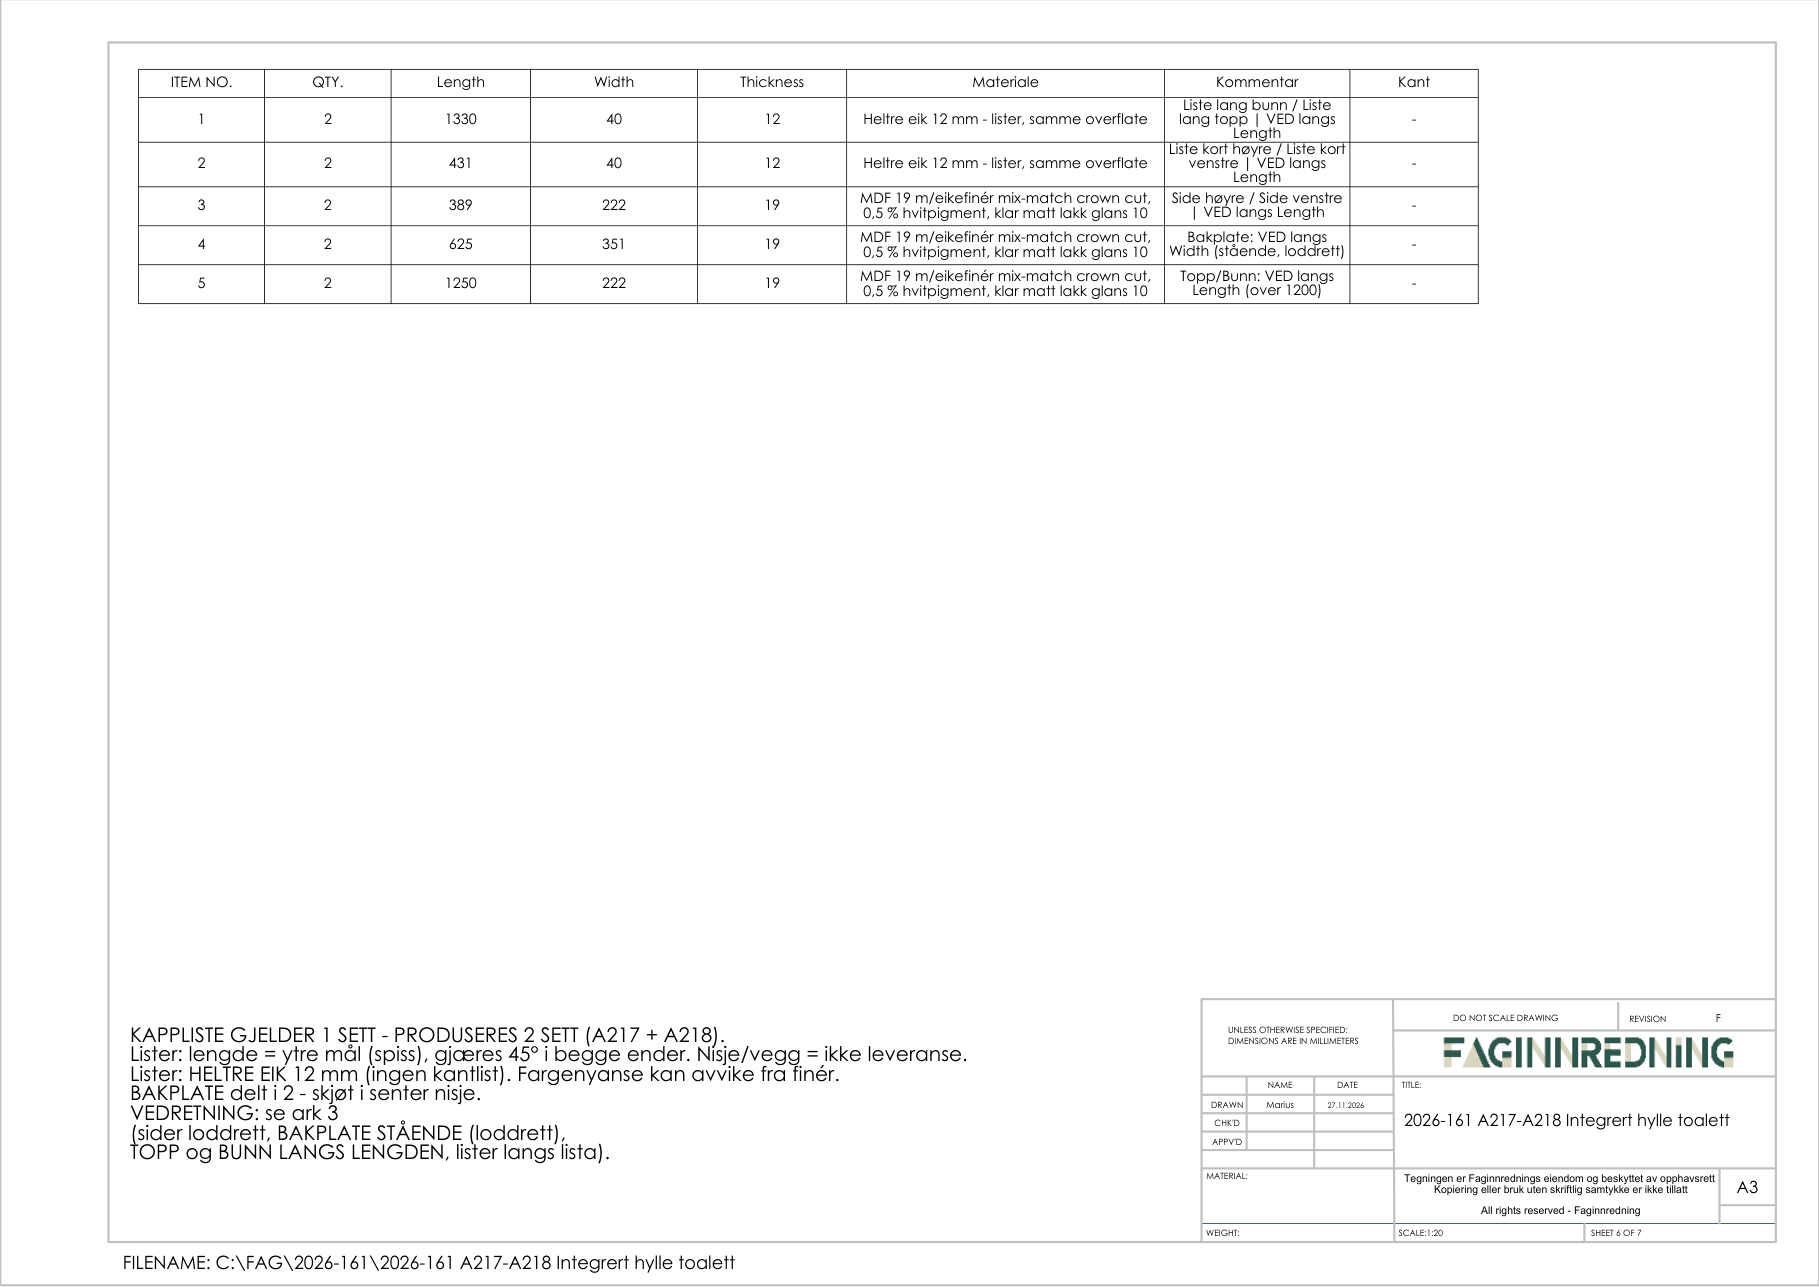 ITEM NO. QTY. Length Width Thickness Materiale Kommentar Kant
1 2 1330 40 12 Heltre eik 12 mm - lister, samme overflate Liste lang bunn / Liste lang topp | VED langs Length -
2 2 431 40 12 Heltre eik 12 mm - lister, samme overflate Liste kort høyre / Liste kort venstre | VED langs Length -
3 2 389 222 19 MDF 19 m/eikefinér mix-match crown cut, 0,5 % hvitpigment, klar matt lakk glans 10 Side høyre / Side venstre | VED langs Length -
4 2 625 351 19 MDF 19 m/eikefinér mix-match crown cut, 0,5 % hvitpigment, klar matt lakk glans 10 Bakplate: VED langs Width (stående, loddrett) -
5 2 1250 222 19 MDF 19 m/eikefinér mix-match crown cut, 0,5 % hvitpigment, klar matt lakk glans 10 Topp/Bunn: VED langs Length (over 1200) -
KAPPLISTE GJELDER 1 SETT - PRODUSERES 2 SETT (A217 + A218).
Lister: lengde = ytre mål (spiss), gjæres 45° i begge ender. Nisje/vegg = ikke leveranse.
Lister: HELTRE EIK 12 mm (ingen kantlist). Fargenyanse kan avvike fra finér.
BAKPLATE delt i 2 - skjøt i senter nisje.
VEDRETNING: se ark 3
(sider loddrett, BAKPLATE STÅENDE (loddrett),
TOPP og BUNN LANGS LENGDEN, lister langs lista).
UNLESS OTHERWISE SPECIFIED:
DIMENSIONS ARE IN MILLIMETERS
DO NOT SCALE DRAWING
REVISION F
FAGINNREDNING
NAME DATE
DRAWN Marius 27.11.2026
CHK'D
APPV'D
TITLE:
2026-161 A217-A218 Integrert hylle toalett
MATERIAL:
Tegningen er Faginnrednings eiendom og beskyttet av opphavsrett
Kopiering eller bruk uten skriftlig samtykke er ikke tillatt
All rights reserved - Faginnredning
A3
WEIGHT:
SCALE:1:20
SHEET 6 OF 7
FILENAME: C:\FAG\2026-161\2026-161 A217-A218 Integrert hylle toalett